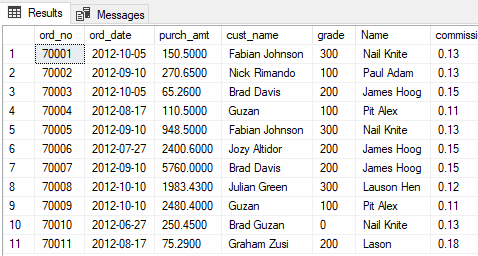 Results Messages
ord_no ord_date purch_amt cust_name grade Name commissi
1 70001 2012-10-05 150.5000 Fabian Johnson 300 Nail Knite 0.13
2 70002 2012-09-10 270.6500 Nick Rimando 100 Paul Adam 0.13
3 70003 2012-10-05 65.2600 Brad Davis 200 James Hoog 0.15
4 70004 2012-08-17 110.5000 Guzan 100 Pit Alex 0.11
5 70005 2012-09-10 948.5000 Fabian Johnson 300 Nail Knite 0.13
6 70006 2012-07-27 2400.6000 Jozy Altidor 200 James Hoog 0.15
7 70007 2012-09-10 5760.0000 Brad Davis 200 James Hoog 0.15
8 70008 2012-10-10 1983.4300 Julian Green 300 Lauson Hen 0.12
9 70009 2012-10-10 2480.4000 Guzan 100 Pit Alex 0.11
10 70010 2012-06-27 250.4500 Brad Guzan 0 Nail Knite 0.13
11 70011 2012-08-17 75.2900 Graham Zusi 200 Lason 0.18